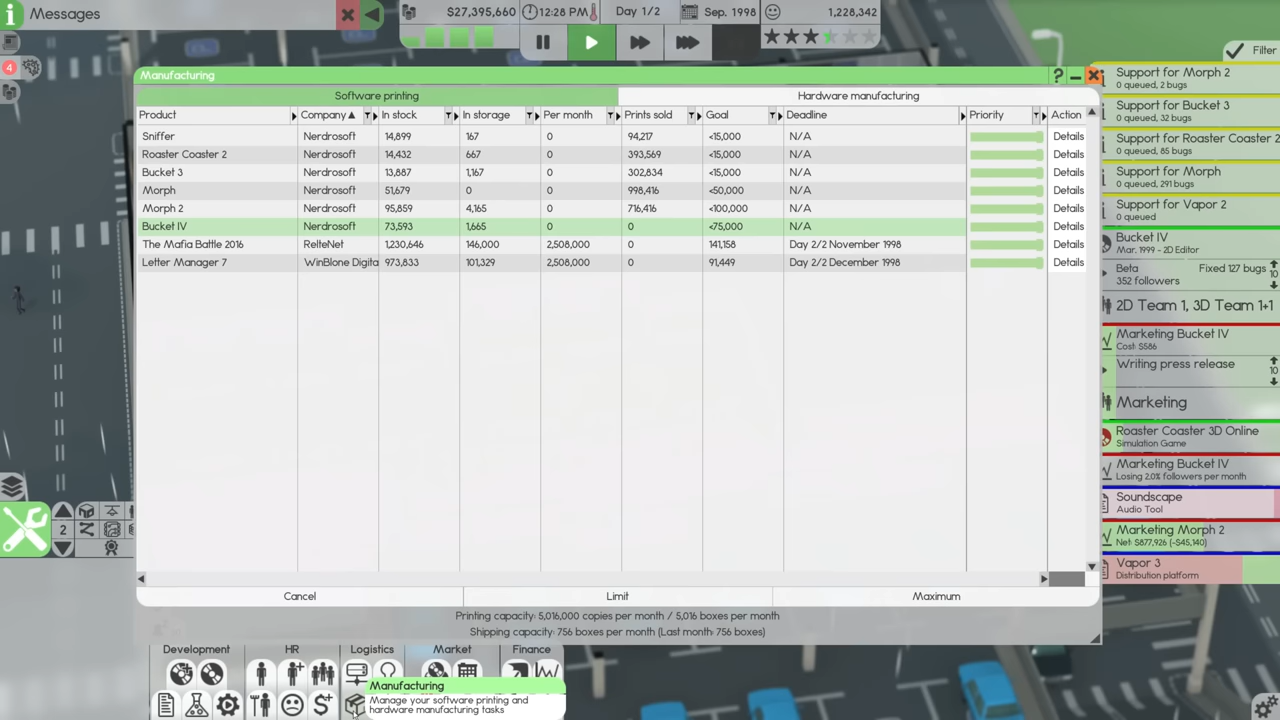 Messages
$27,395,660
12:28 PM
Day 1/2
Sep. 1998
1,228,342
4
Filter
Manufacturing
?
Software printing
Hardware manufacturing
Product Company In stock In storage Per month Prints sold Goal Deadline Priority Action
Sniffer Nerdrosoft 14,899 167 0 94,217 <15,000 N/A Details
Roaster Coaster 2 Nerdrosoft 14,432 667 0 393,569 <15,000 N/A Details
Bucket 3 Nerdrosoft 13,887 1,167 0 302,834 <15,000 N/A Details
Morph Nerdrosoft 51,679 0 0 998,416 <50,000 N/A Details
Morph 2 Nerdrosoft 95,859 4,165 0 716,416 <100,000 N/A Details
Bucket IV Nerdrosoft 73,593 1,665 0 0 <75,000 N/A Details
The Mafia Battle 2016 RelteNet 1,230,646 146,000 2,508,000 0 141,158 Day 2/2 November 1998 Details
Letter Manager 7 WinBlone Digita 973,833 101,329 2,508,000 0 91,449 Day 2/2 December 1998 Details
Cancel
Limit
Maximum
Printing capacity: 5,016,000 copies per month / 5,016 boxes per month
Shipping capacity: 756 boxes per month (Last month: 756 boxes)
Support for Morph 2
0 queued, 2 bugs
Support for Bucket 3
0 queued, 32 bugs
Support for Roaster Coaster 2
0 queued, 85 bugs
Support for Morph
0 queued, 291 bugs
Support for Vapor 2
0 queued
Bucket IV
Mar. 1999 - 2D Editor
Beta Fixed 127 bugs
352 followers
10
2D Team 1, 3D Team 1+1
Marketing Bucket IV
Cost: $586
Writing press release
10
Marketing
Roaster Coaster 3D Online
Simulation Game
Marketing Bucket IV
Losing 2.0% followers per month
Soundscape
Audio Tool
Marketing Morph 2
Net: $877,926 (-$45,140)
Vapor 3
Distribution platform
2
Development
HR
Logistics
Market
Finance
Manufacturing
Manage your software printing and
hardware manufacturing tasks